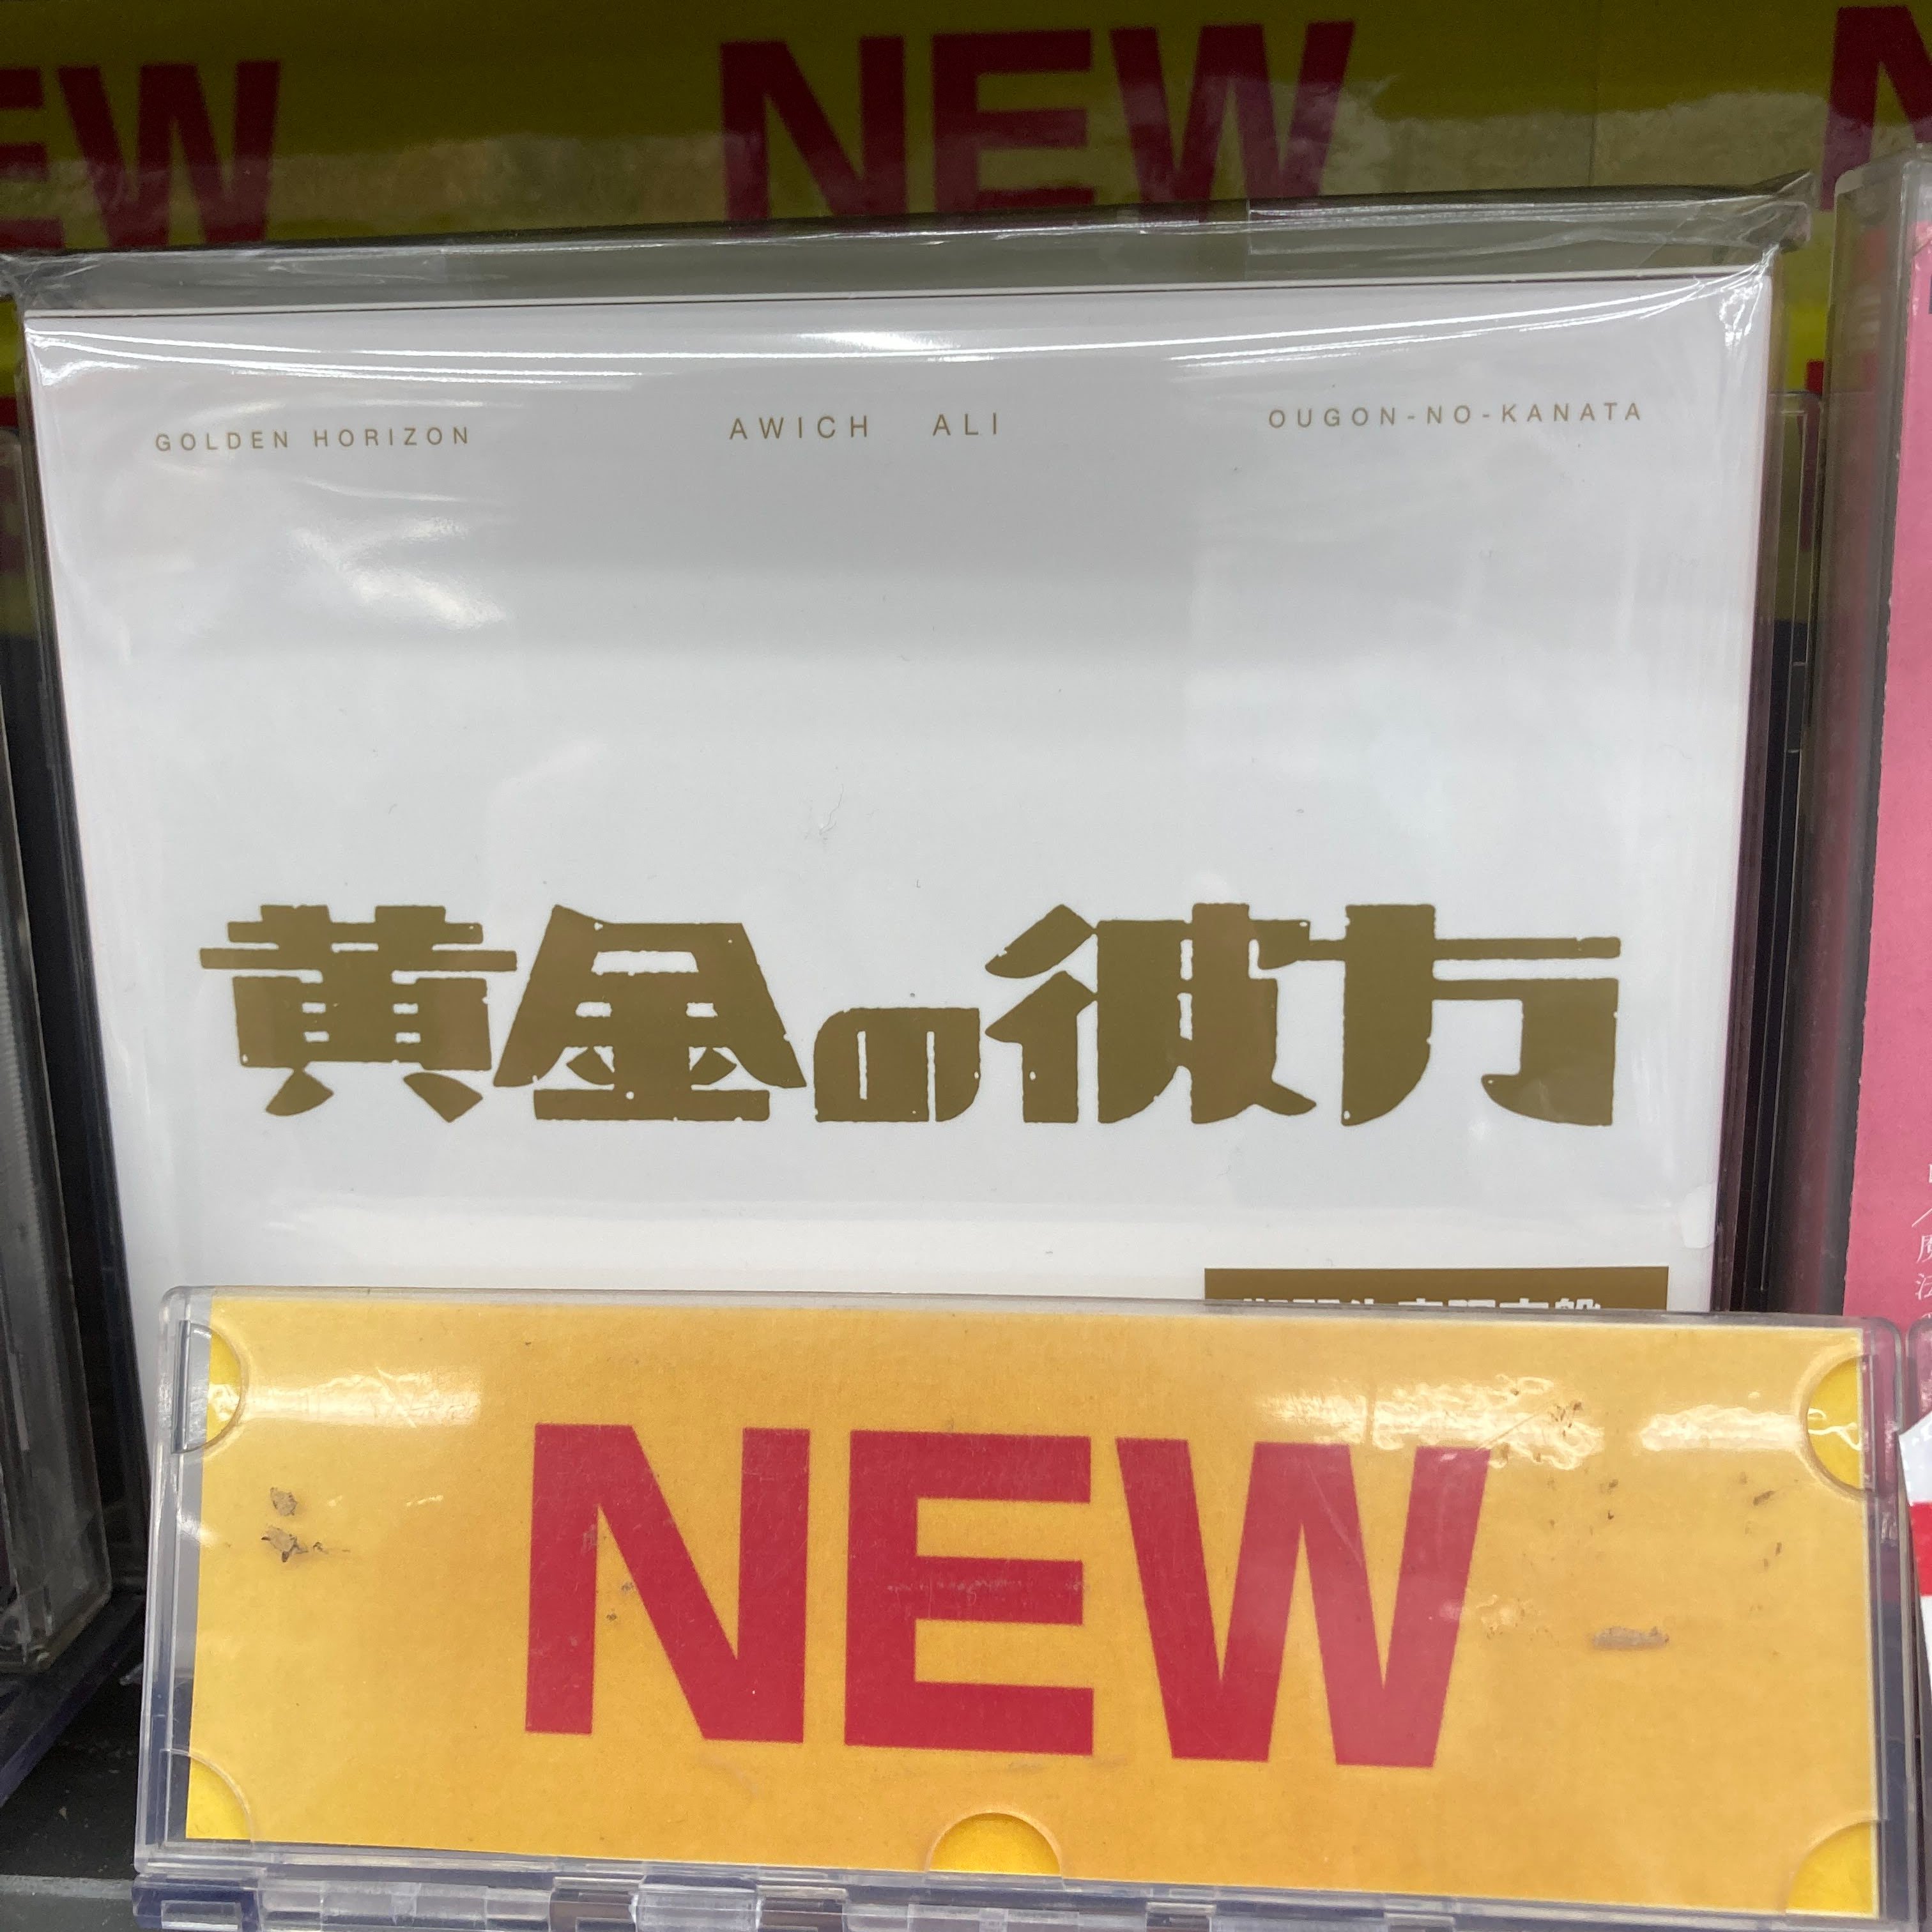 NEW
GOLDEN HORIZON AWICH ALI OUGON-NO-KANATA
黄金の彼方
NEW